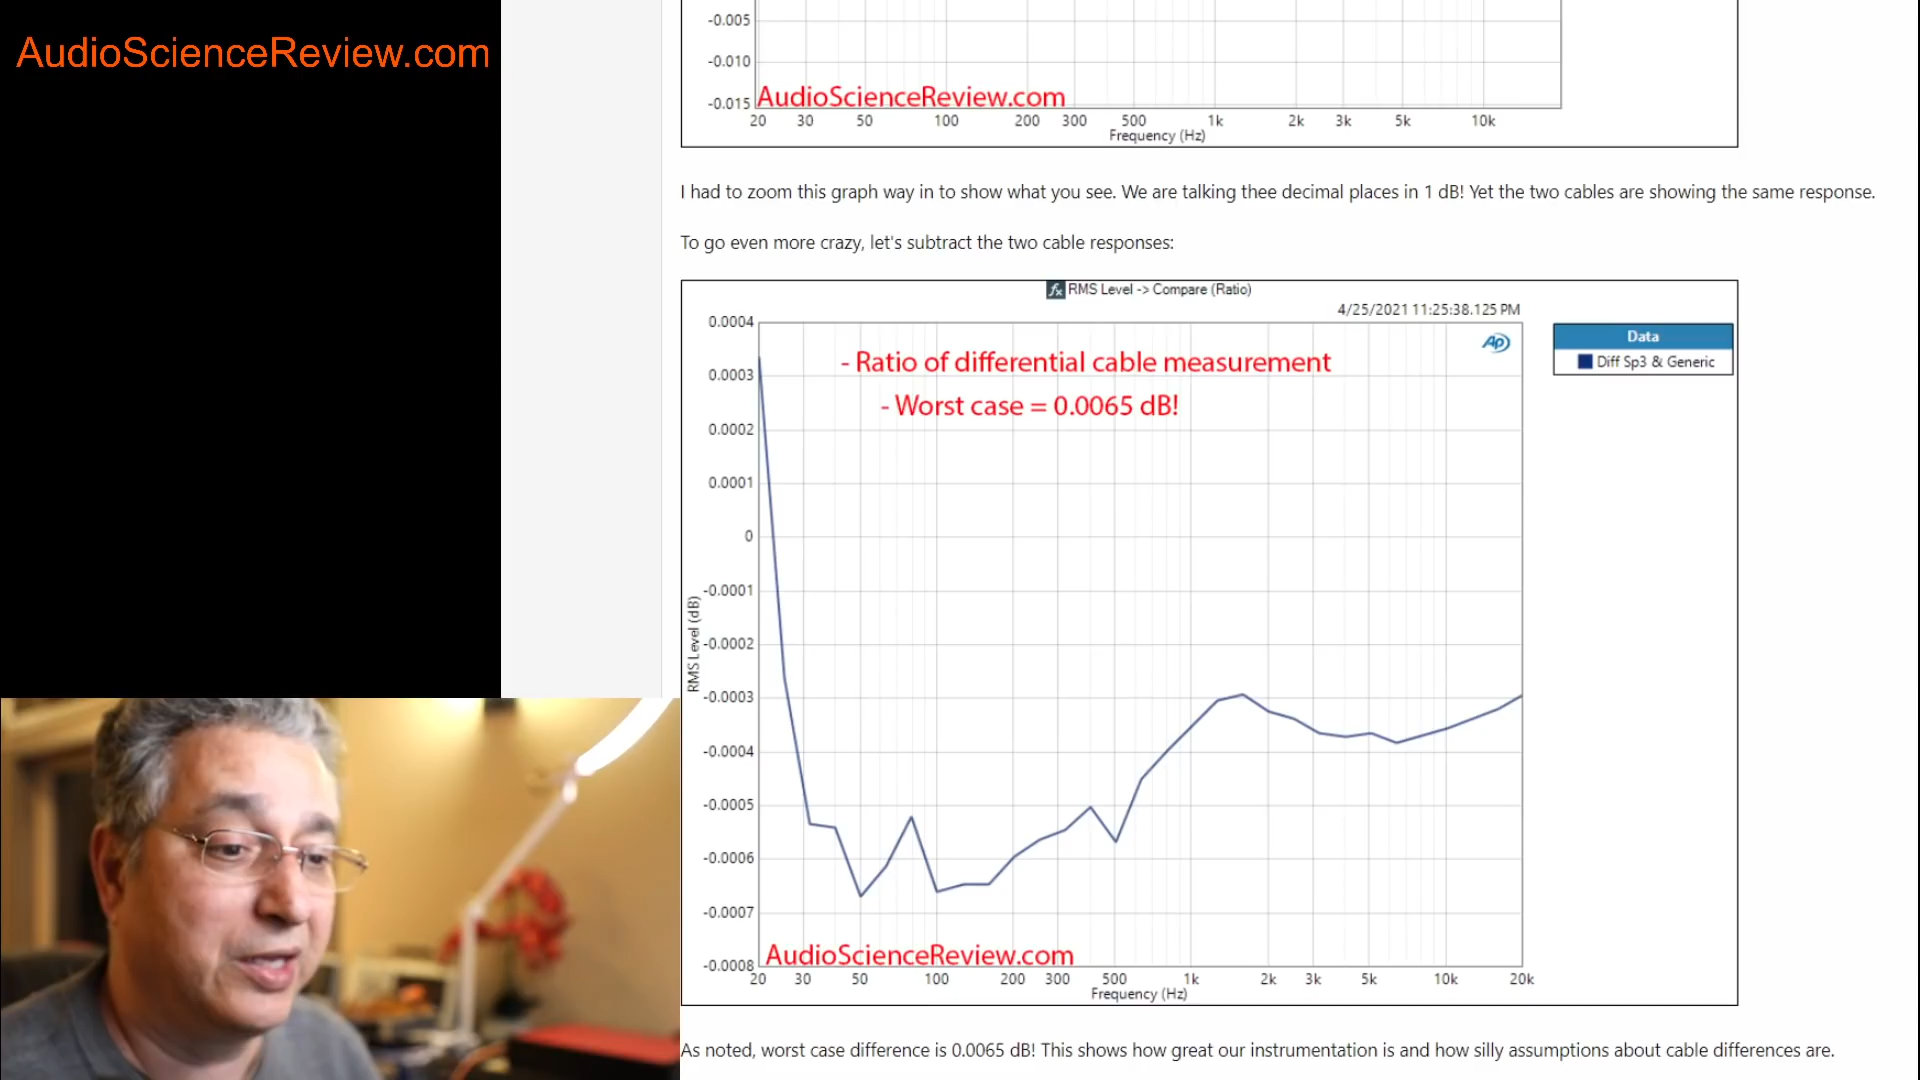 AudioScienceReview.com
-0.005
-0.010
-0.015
AudioScienceReview.com
20 30 50 100 200 300 500 1k 2k 3k 5k 10k
Frequency (Hz)
I had to zoom this graph way in to show what you see. We are talking thee decimal places in 1 dB! Yet the two cables are showing the same response.
To go even more crazy, let's subtract the two cable responses:
fx RMS Level -> Compare (Ratio)
4/25/2021 11:25:38.125 PM
AP
Data
Diff Sp3 & Generic
- Ratio of differential cable measurement
- Worst case = 0.0065 dB!
0.0004
0.0003
0.0002
0.0001
0
-0.0001
-0.0002
-0.0003
-0.0004
-0.0005
-0.0006
-0.0007
-0.0008
RMS Level (dB)
AudioScienceReview.com
20 30 50 100 200 300 500 1k 2k 3k 5k 10k 20k
Frequency (Hz)
As noted, worst case difference is 0.0065 dB! This shows how great our instrumentation is and how silly assumptions about cable differences are.